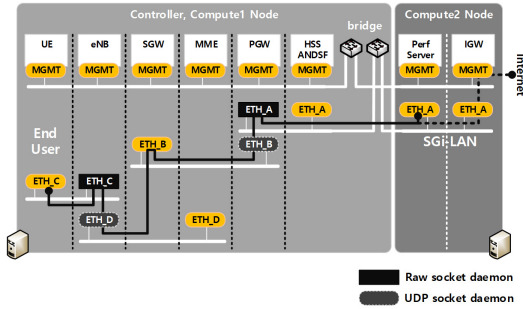 Controller, Compute1 Node
bridge
Compute2 Node
UE
eNB
SGW
MME
PGW
HSS
ANDSF
Perf
Server
IGW
MGMT
MGMT
MGMT
MGMT
MGMT
MGMT
MGMT
MGMT
Internet
ETH_A
ETH_A
ETH_A
ETH_A
End
User
ETH_B
ETH_B
SGi-LAN
ETH_C
ETH_C
ETH_D
ETH_D
Raw socket daemon
UDP socket daemon